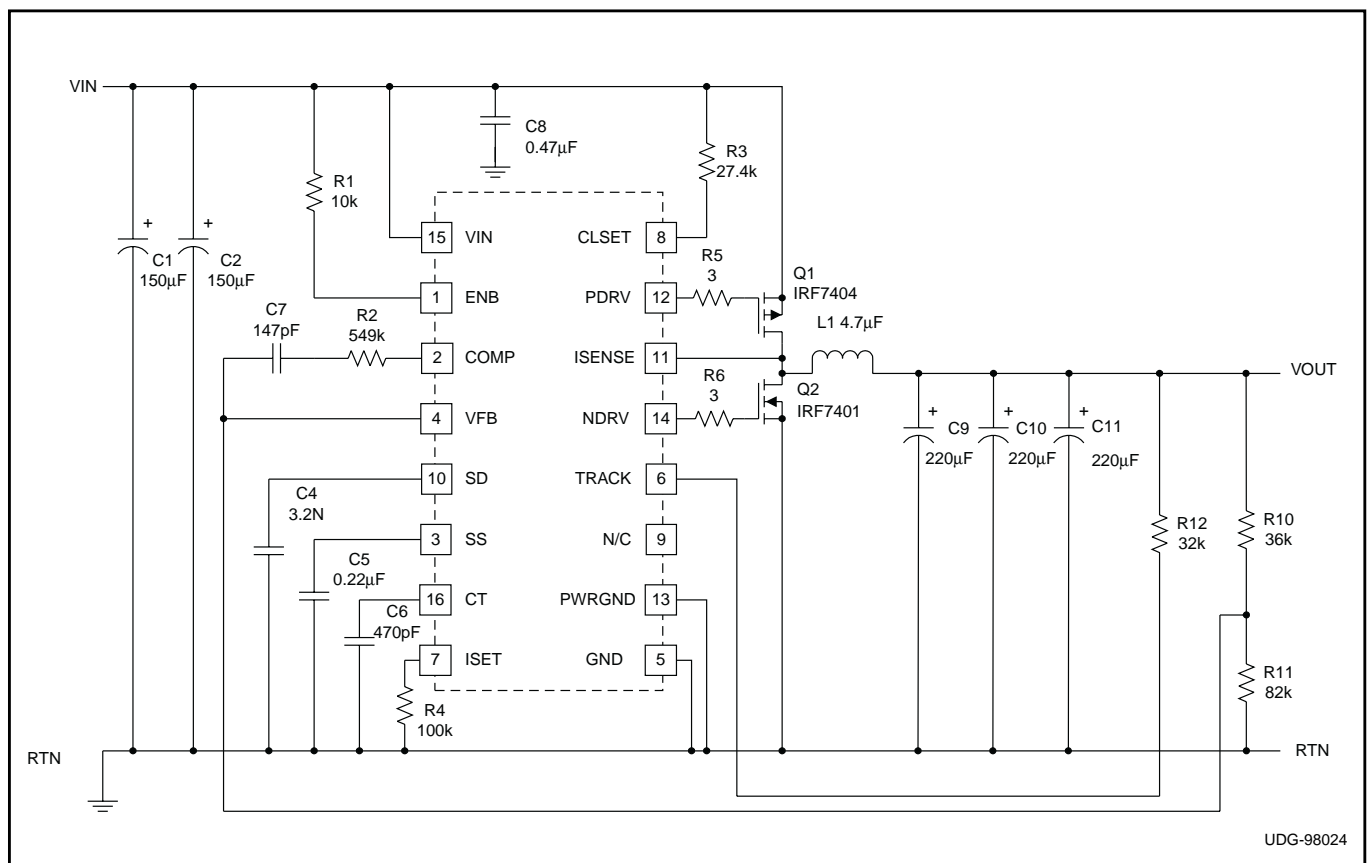 VIN
C8
0.47µF
R3
27.4k
R1
10k
15 VIN
CLSET 8
+
C1
150µF
+
C2
150µF
R5
3
Q1
IRF7404
1 ENB
PDRV 12
L1 4.7µF
C7
147pF
R2
549k
2 COMP
ISENSE 11
VOUT
R6
3
Q2
IRF7401
4 VFB
NDRV 14
+
C9
220µF
+
C10
220µF
+
C11
220µF
10 SD
TRACK 6
C4
3.2N
R12
32k
R10
36k
3 SS
N/C 9
C5
0.22µF
16 CT
PWRGND 13
C6
470pF
7 ISET
GND 5
R11
82k
R4
100k
RTN
RTN
UDG-98024